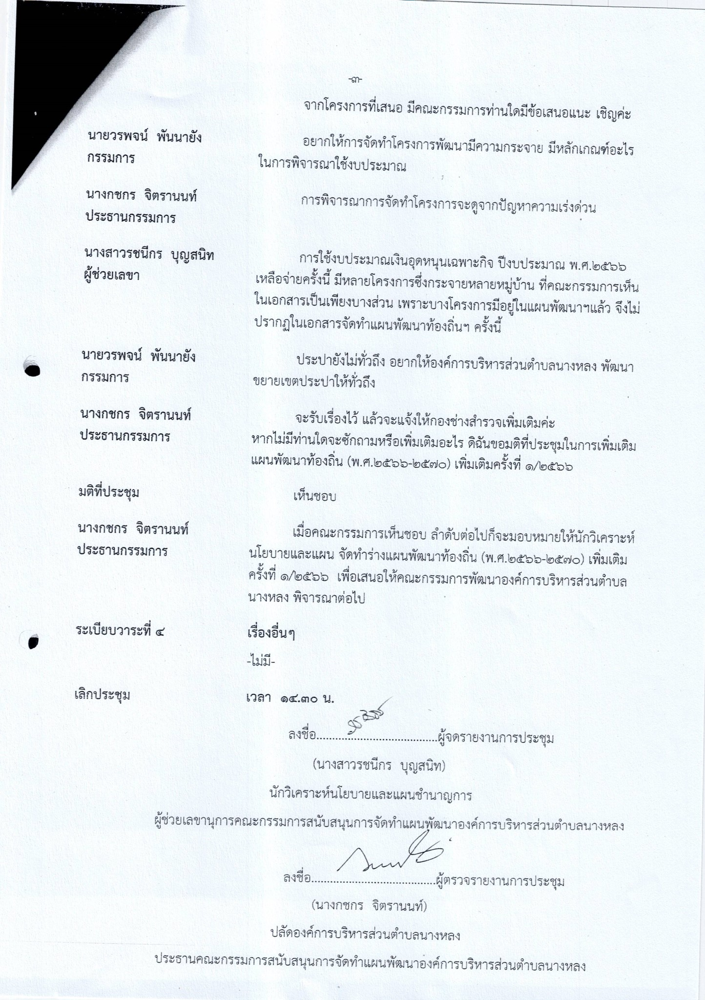 -๓-
จากโครงการที่เสนอ มีคณะกรรมการท่านใดมีข้อเสนอแนะ เชิญค่ะ
นายวรพจน์ พันนายัง อยากให้การจัดทำโครงการพัฒนามีความกระจาย มีหลักเกณฑ์อะไร
กรรมการ ในการพิจารณาใช้งบประมาณ
นางกชกร จิตรานนท์ การพิจารณาการจัดทำโครงการจะดูจากปัญหาความเร่งด่วน
ประธานกรรมการ
นางสาวรชนีกร บุญสนิท การใช้งบประมาณเงินอุดหนุนเฉพาะกิจ ปีงบประมาณ พ.ศ.๒๕๖๖
ผู้ช่วยเลขา เหลือจ่ายครั้งนี้ มีหลายโครงการซึ่งกระจายหลายหมู่บ้าน ที่คณะกรรมการเห็น
ในเอกสารเป็นเพียงบางส่วน เพราะบางโครงการมีอยู่ในแผนพัฒนาฯแล้ว จึงไม่
ปรากฏในเอกสารจัดทำแผนพัฒนาท้องถิ่นฯ ครั้งนี้
นายวรพจน์ พันนายัง ประปายังไม่ทั่วถึง อยากให้องค์การบริหารส่วนตำบลนางหลง พัฒนา
กรรมการ ขยายเขตประปาให้ทั่วถึง
นางกชกร จิตรานนท์ จะรับเรื่องไว้ แล้วจะแจ้งให้กองช่างสำรวจเพิ่มเติมค่ะ
ประธานกรรมการ หากไม่มีท่านใดจะซักถามหรือเพิ่มเติมอะไร ดิฉันขอมติที่ประชุมในการเพิ่มเติม
แผนพัฒนาท้องถิ่น (พ.ศ.๒๕๖๖-๒๕๗๐) เพิ่มเติมครั้งที่ ๑/๒๕๖๖
มติที่ประชุม เห็นชอบ
นางกชกร จิตรานนท์ เมื่อคณะกรรมการเห็นชอบ ลำดับต่อไปก็จะมอบหมายให้นักวิเคราะห์
ประธานกรรมการ นโยบายและแผน จัดทำร่างแผนพัฒนาท้องถิ่น (พ.ศ.๒๕๖๖-๒๕๗๐) เพิ่มเติม
ครั้งที่ ๑/๒๕๖๖ เพื่อเสนอให้คณะกรรมการพัฒนาองค์การบริหารส่วนตำบล
นางหลง พิจารณาต่อไป
ระเบียบวาระที่ ๔ เรื่องอื่นๆ
-ไม่มี-
เลิกประชุม เวลา ๑๔.๓๐ น.
ลงชื่อ.......................................ผู้จดรายงานการประชุม
(นางสาวรชนีกร บุญสนิท)
นักวิเคราะห์นโยบายและแผนชำนาญการ
ผู้ช่วยเลขานุการคณะกรรมการสนับสนุนการจัดทำแผนพัฒนาองค์การบริหารส่วนตำบลนางหลง
ลงชื่อ........................................ผู้ตรวจรายงานการประชุม
(นางกชกร จิตรานนท์)
ปลัดองค์การบริหารส่วนตำบลนางหลง
ประธานคณะกรรมการสนับสนุนการจัดทำแผนพัฒนาองค์การบริหารส่วนตำบลนางหลง